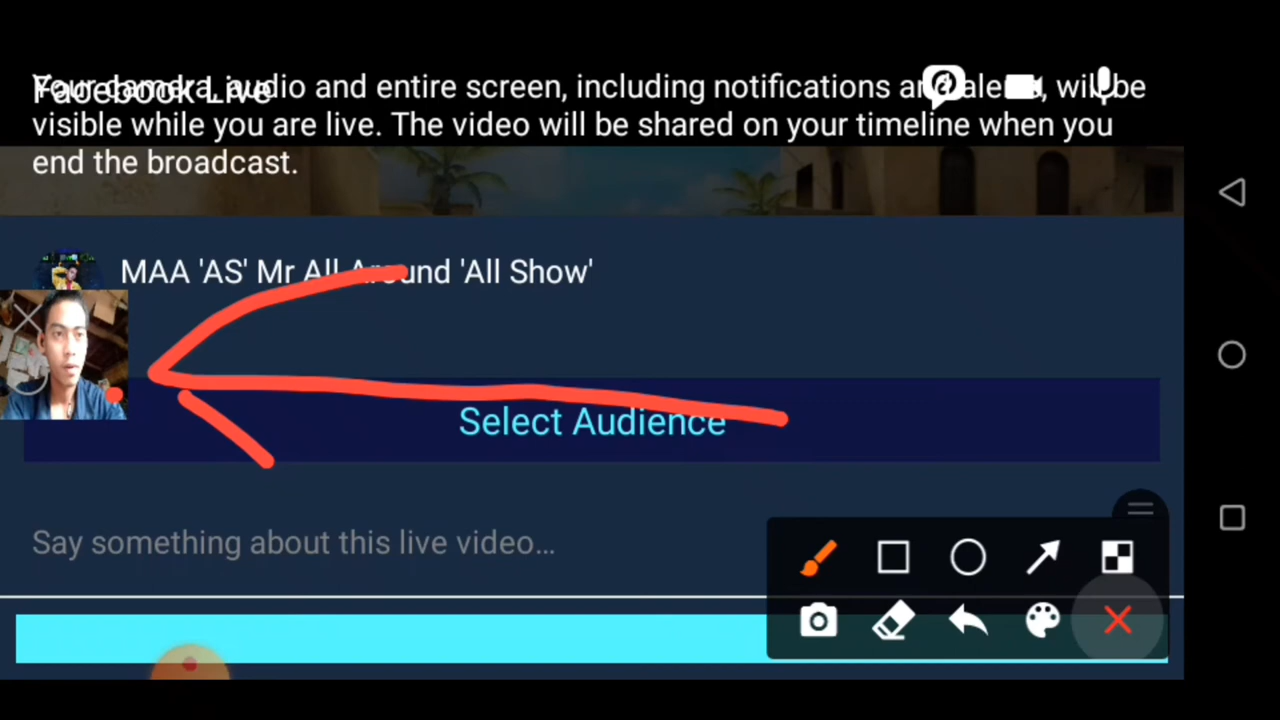 Facebook Live
Your camera, audio and entire screen, including notifications and alerts, will be
visible while you are live. The video will be shared on your timeline when you
end the broadcast.
MAA 'AS' Mr All Around 'All Show'
Select Audience
Say something about this live video...